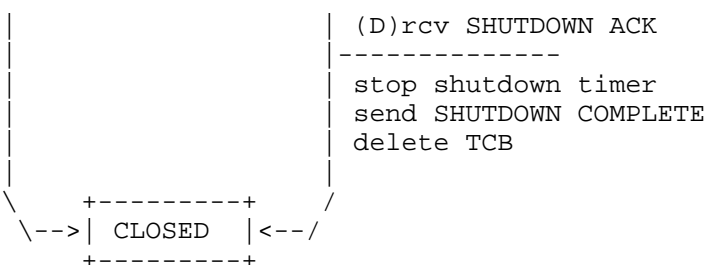 |                     | (D)rcv SHUTDOWN ACK
|                     |--------------
|                     | stop shutdown timer
|                     | send SHUTDOWN COMPLETE
|                     | delete TCB
|                     |
\    +---------+    /
\-->| CLOSED  |<--/
+---------+